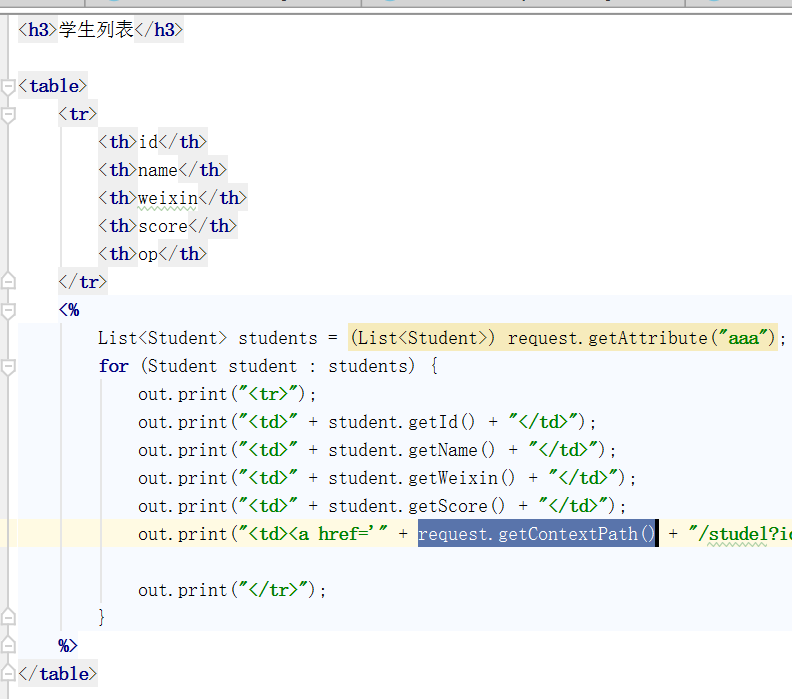 <h3>学生列表</h3>
<table>
<tr>
<th>id</th>
<th>name</th>
<th>weixin</th>
<th>score</th>
<th>op</th>
</tr>
<%
List<Student> students = (List<Student>) request.getAttribute("aaa");
for (Student student : students) {
out.print("<tr>");
out.print("<td>" + student.getId() + "</td>");
out.print("<td>" + student.getName() + "</td>");
out.print("<td>" + student.getWeixin() + "</td>");
out.print("<td>" + student.getScore() + "</td>");
out.print("<td><a href='" + request.getContextPath() + "/studel?i
out.print("</tr>");
}
%>
</table>